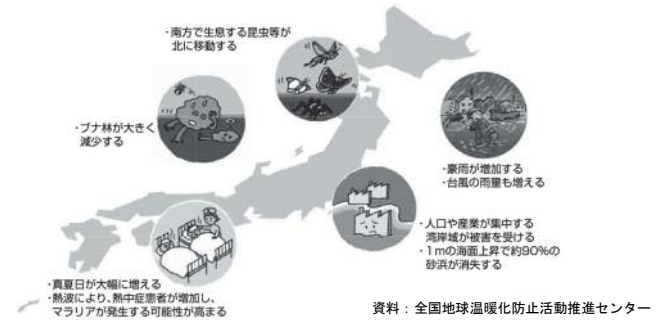 ・南方で生息する昆虫等が
北に移動する
・ブナ林が大きく
減少する
・豪雨が増加する
・台風の雨量も増える
・人口や産業が集中する
湾岸域が被害を受ける
・1mの海面上昇で約90%の
砂浜が消失する
・真夏日が大幅に増える
・熱波により、熱中症患者が増加し、
マラリアが発生する可能性が高まる
資料：全国地球温暖化防止活動推進センター